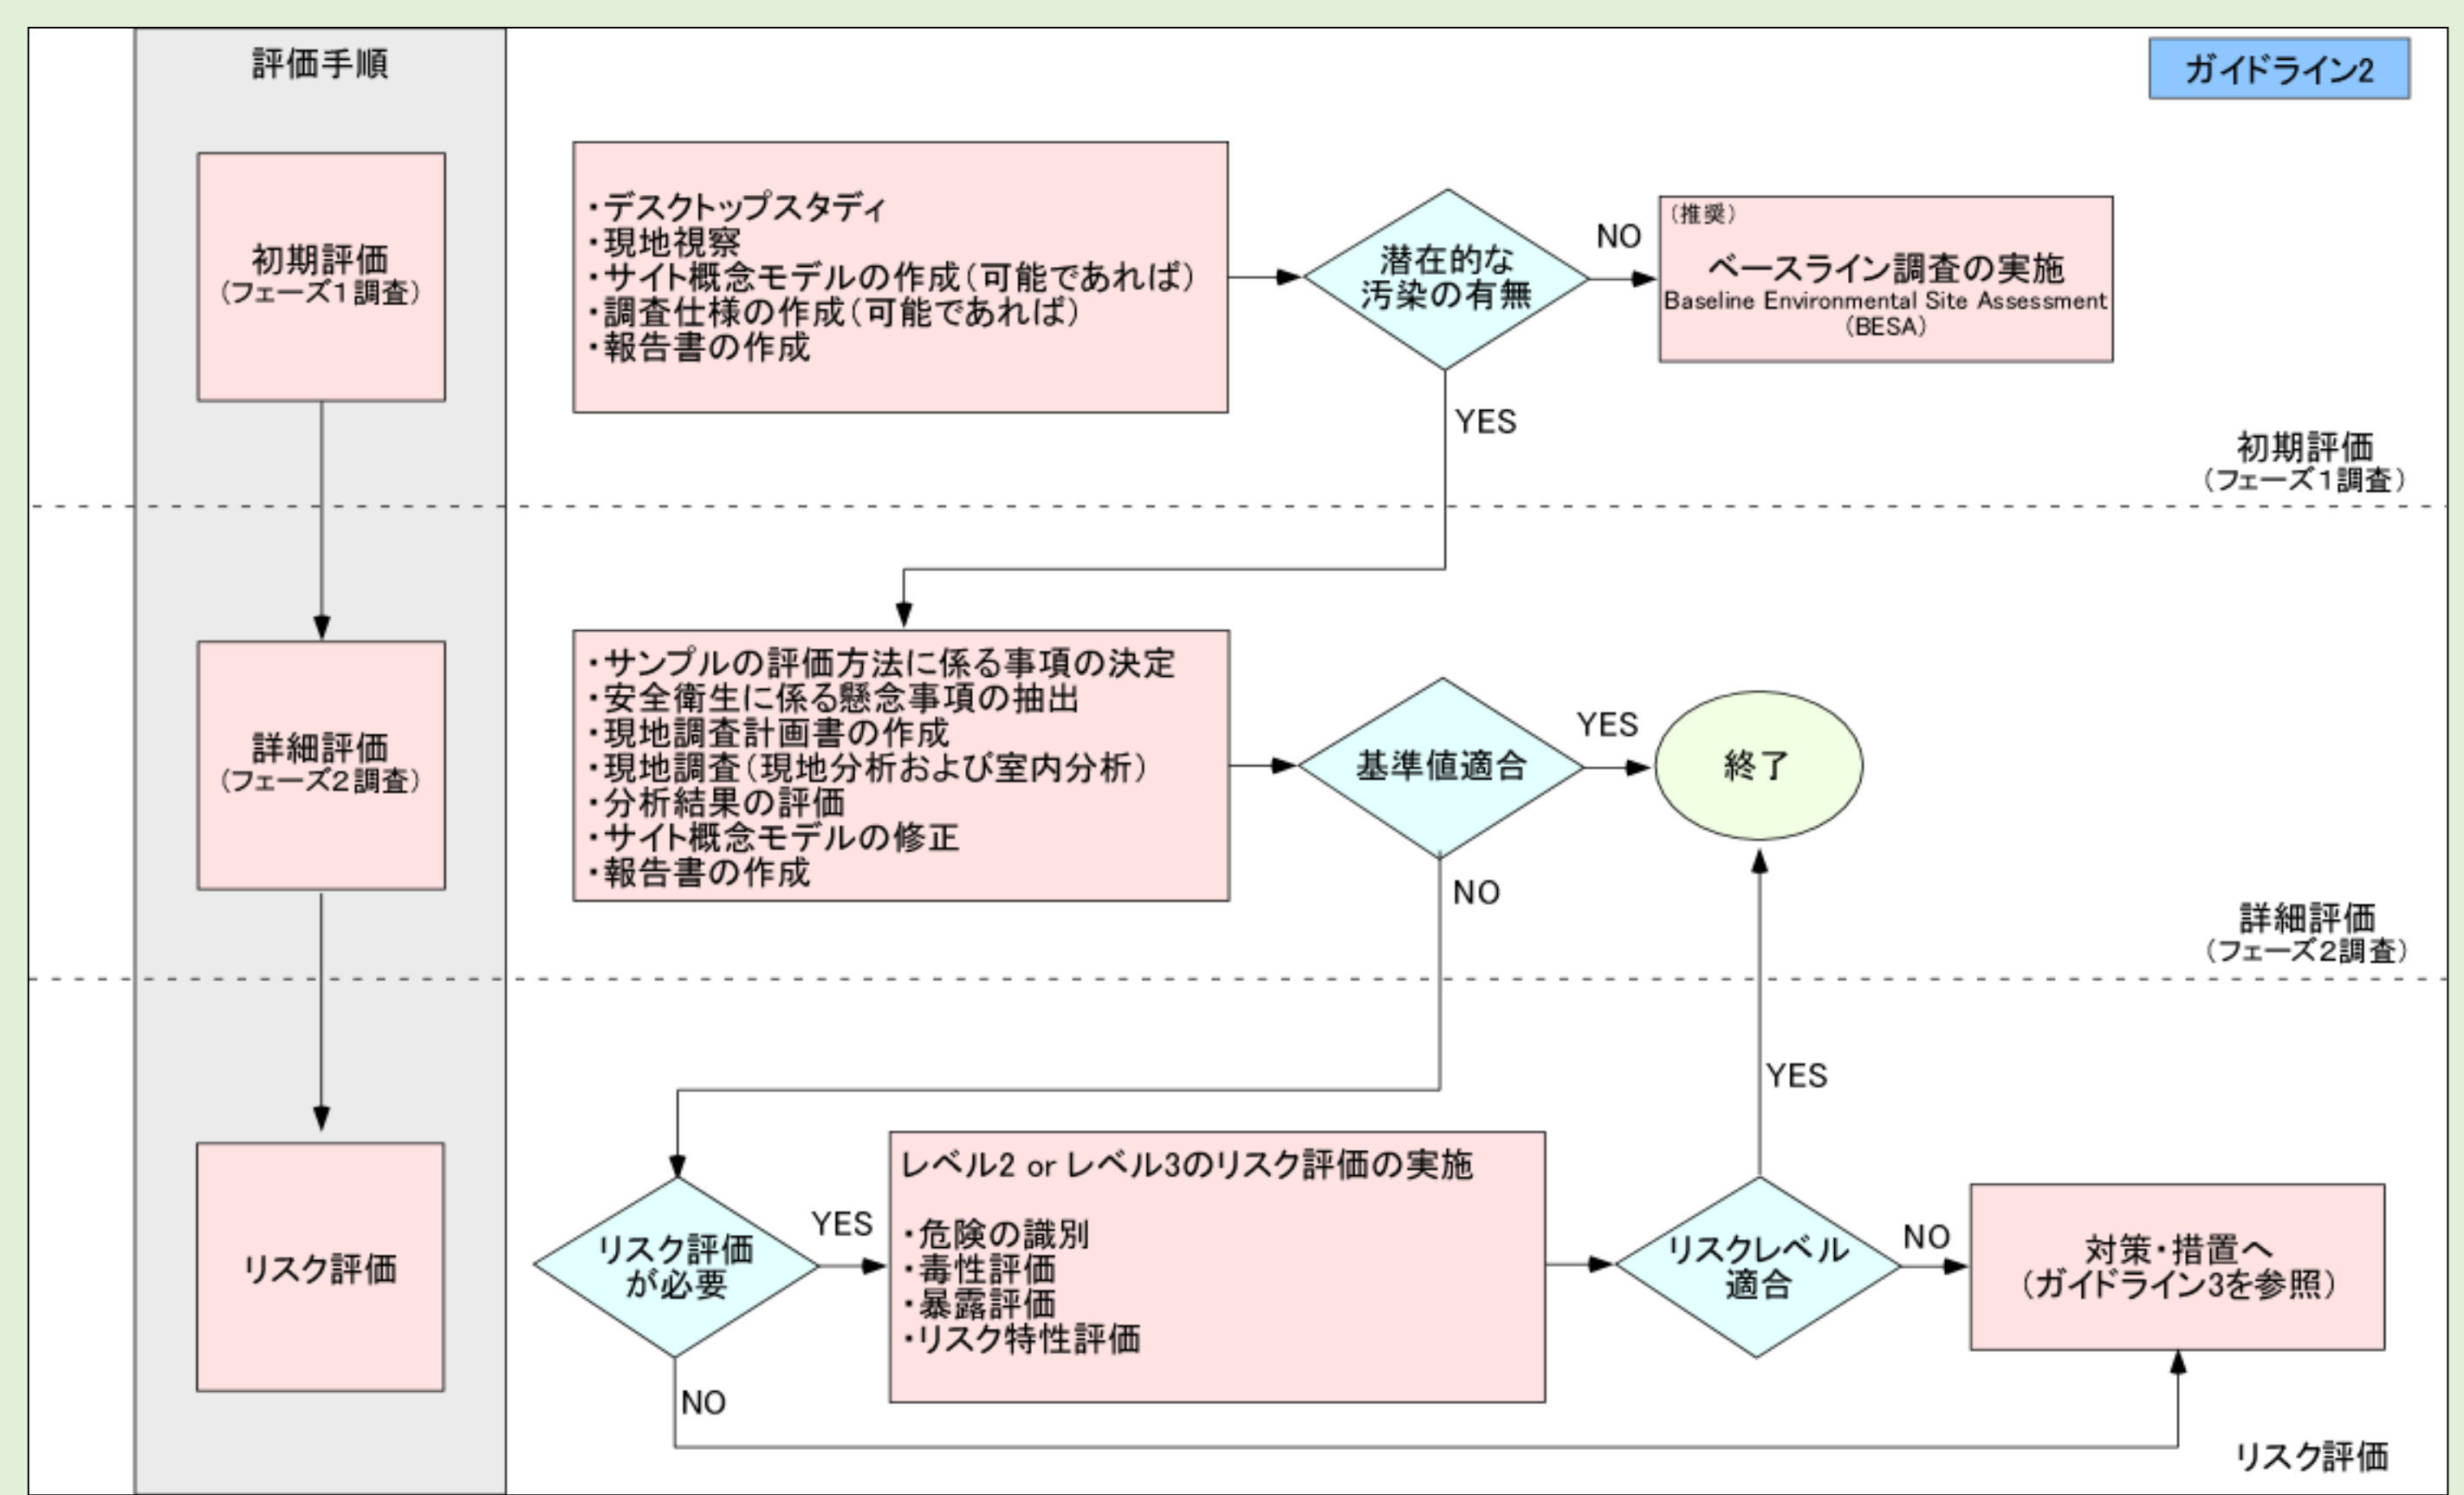 評価手順
ガイドライン2
初期評価
（フェーズ1調査）
・デスクトップスタディ
・現地視察
・サイト概念モデルの作成（可能であれば）
・調査仕様の作成（可能であれば）
・報告書の作成
潜在的な
汚染の有無
NO
（推奨）
ベースライン調査の実施
Baseline Environmental Site Assessment
（BESA）
YES
初期評価
（フェーズ1調査）
詳細評価
（フェーズ2調査）
・サンプルの評価方法に係る事項の決定
・安全衛生に係る懸念事項の抽出
・現地調査計画書の作成
・現地調査（現地分析および室内分析）
・分析結果の評価
・サイト概念モデルの修正
・報告書の作成
基準値適合
YES
終了
NO
詳細評価
（フェーズ2調査）
リスク評価
リスク評価
が必要
YES
レベル2 or レベル3のリスク評価の実施
・危険の識別
・毒性評価
・暴露評価
・リスク特性評価
YES
リスクレベル
適合
NO
対策・措置へ
（ガイドライン3を参照）
NO
リスク評価